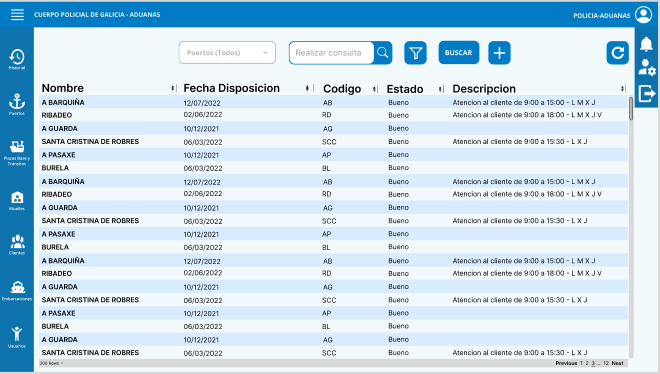 CUERPO POLICIAL DE GALICIA - ADUANAS
POLICIA-ADUANAS
Puertos (Todos)
Realizar consulta
BUSCAR
Historial
Puertos
Plazas Base y Tránsitos
Muelles
Clientes
Embarcaciones
Usuarios
Nombre Fecha Disposicion Codigo Estado Descripcion
A BARQUIÑA 12/07/2022 AB Bueno Atencion al cliente de 9:00 a 15:00 - L M X J
RIBADEO 02/06/2022 RD Bueno Atencion al cliente de 9:00 a 18:00 - L M X J V
A GUARDA 10/12/2021 AG Bueno
SANTA CRISTINA DE ROBRES 06/03/2022 SCC Bueno Atencion al cliente de 9:00 a 15:30 - L X J
A PASAXE 10/12/2021 AP Bueno
BURELA 06/03/2022 BL Bueno
A BARQUIÑA 12/07/2022 AB Bueno Atencion al cliente de 9:00 a 15:00 - L M X J
RIBADEO 02/06/2022 RD Bueno Atencion al cliente de 9:00 a 18:00 - L M X J V
A GUARDA 10/12/2021 AG Bueno
SANTA CRISTINA DE ROBRES 06/03/2022 SCC Bueno Atencion al cliente de 9:00 a 15:30 - L X J
A PASAXE 10/12/2021 AP Bueno
BURELA 06/03/2022 BL Bueno
A BARQUIÑA 12/07/2022 AB Bueno Atencion al cliente de 9:00 a 15:00 - L M X J
RIBADEO 02/06/2022 RD Bueno Atencion al cliente de 9:00 a 18:00 - L M X J V
A GUARDA 10/12/2021 AG Bueno
SANTA CRISTINA DE ROBRES 06/03/2022 SCC Bueno Atencion al cliente de 9:00 a 15:30 - L X J
A PASAXE 10/12/2021 AP Bueno
BURELA 06/03/2022 BL Bueno
A GUARDA 10/12/2021 AG Bueno
SANTA CRISTINA DE ROBRES 06/03/2022 SCC Bueno Atencion al cliente de 9:00 a 15:30 - L X J
200 Rows Previous 1 2 3 ... 12 Next